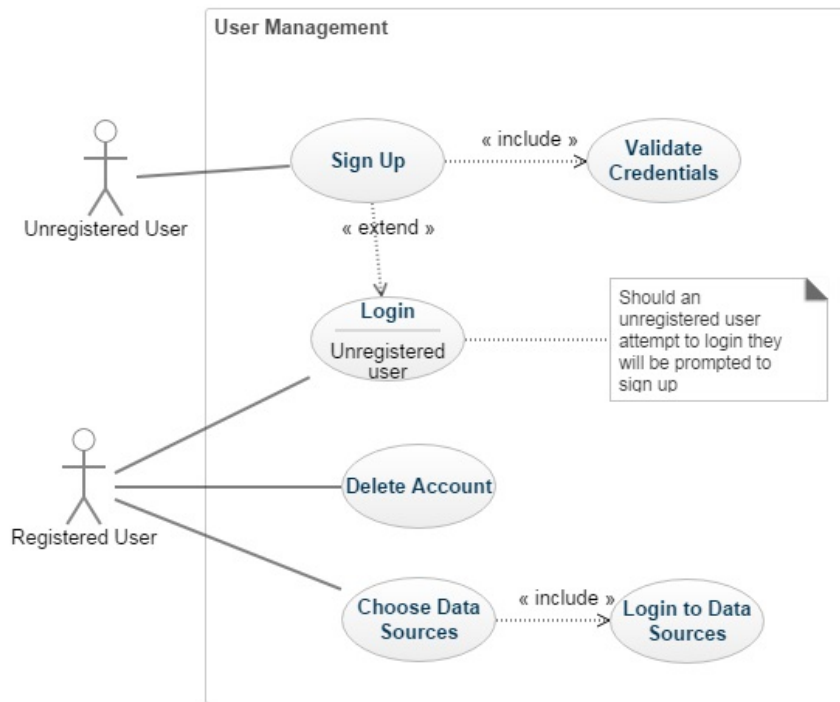 User Management
Sign Up
« include »
Validate
Credentials
Unregistered User
« extend »
Login
Unregistered
user
Should an
unregistered user
attempt to login they
will be prompted to
sign up
Delete Account
Registered User
Choose Data
Sources
« include »
Login to Data
Sources